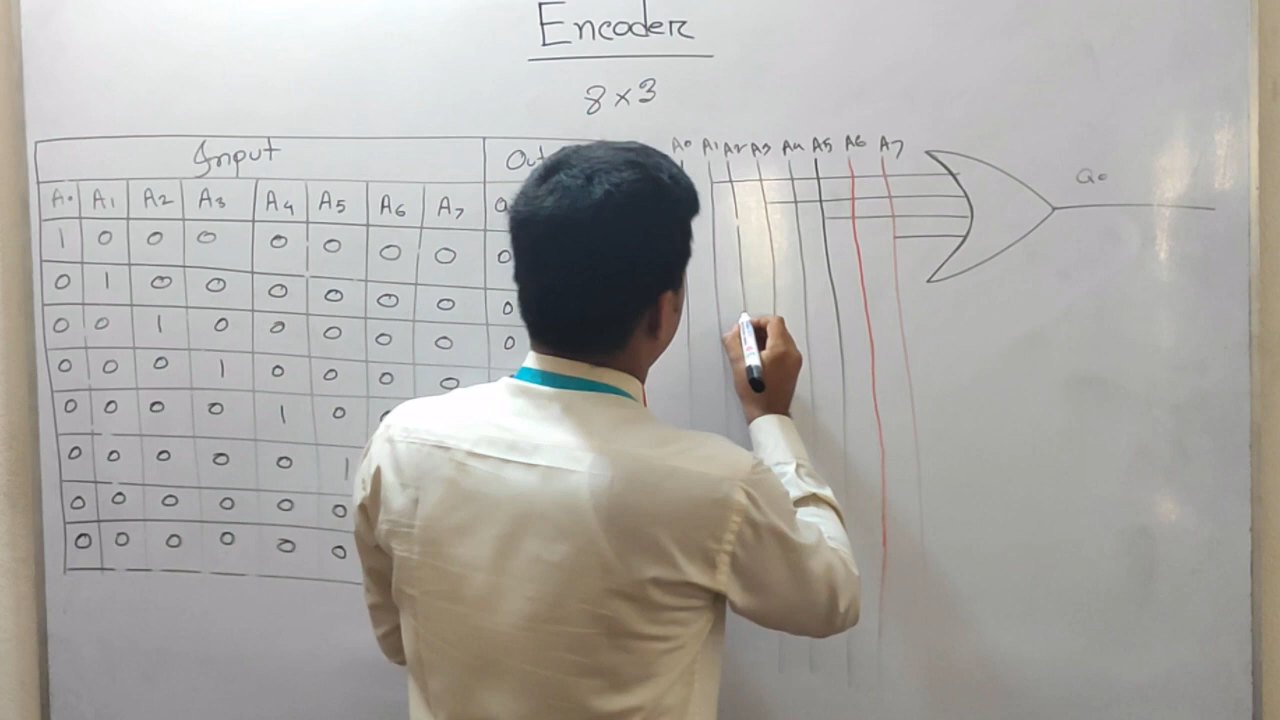 Encoder
8×3
Input Out
A0 A1 A2 A3 A4 A5 A6 A7
A0 A1 A2 A3 A4 A5 A6 A7
1 0 0 0 0 0 0 0 0
0 1 0 0 0 0 0 0 0
0 0 1 0 0 0 0 0 0
0 0 0 1 0 0 0 0
0 0 0 0 1 0
0 0 0 0 0 1
0 0 0 0 0 0
0 0 0 0 0 0
Q0